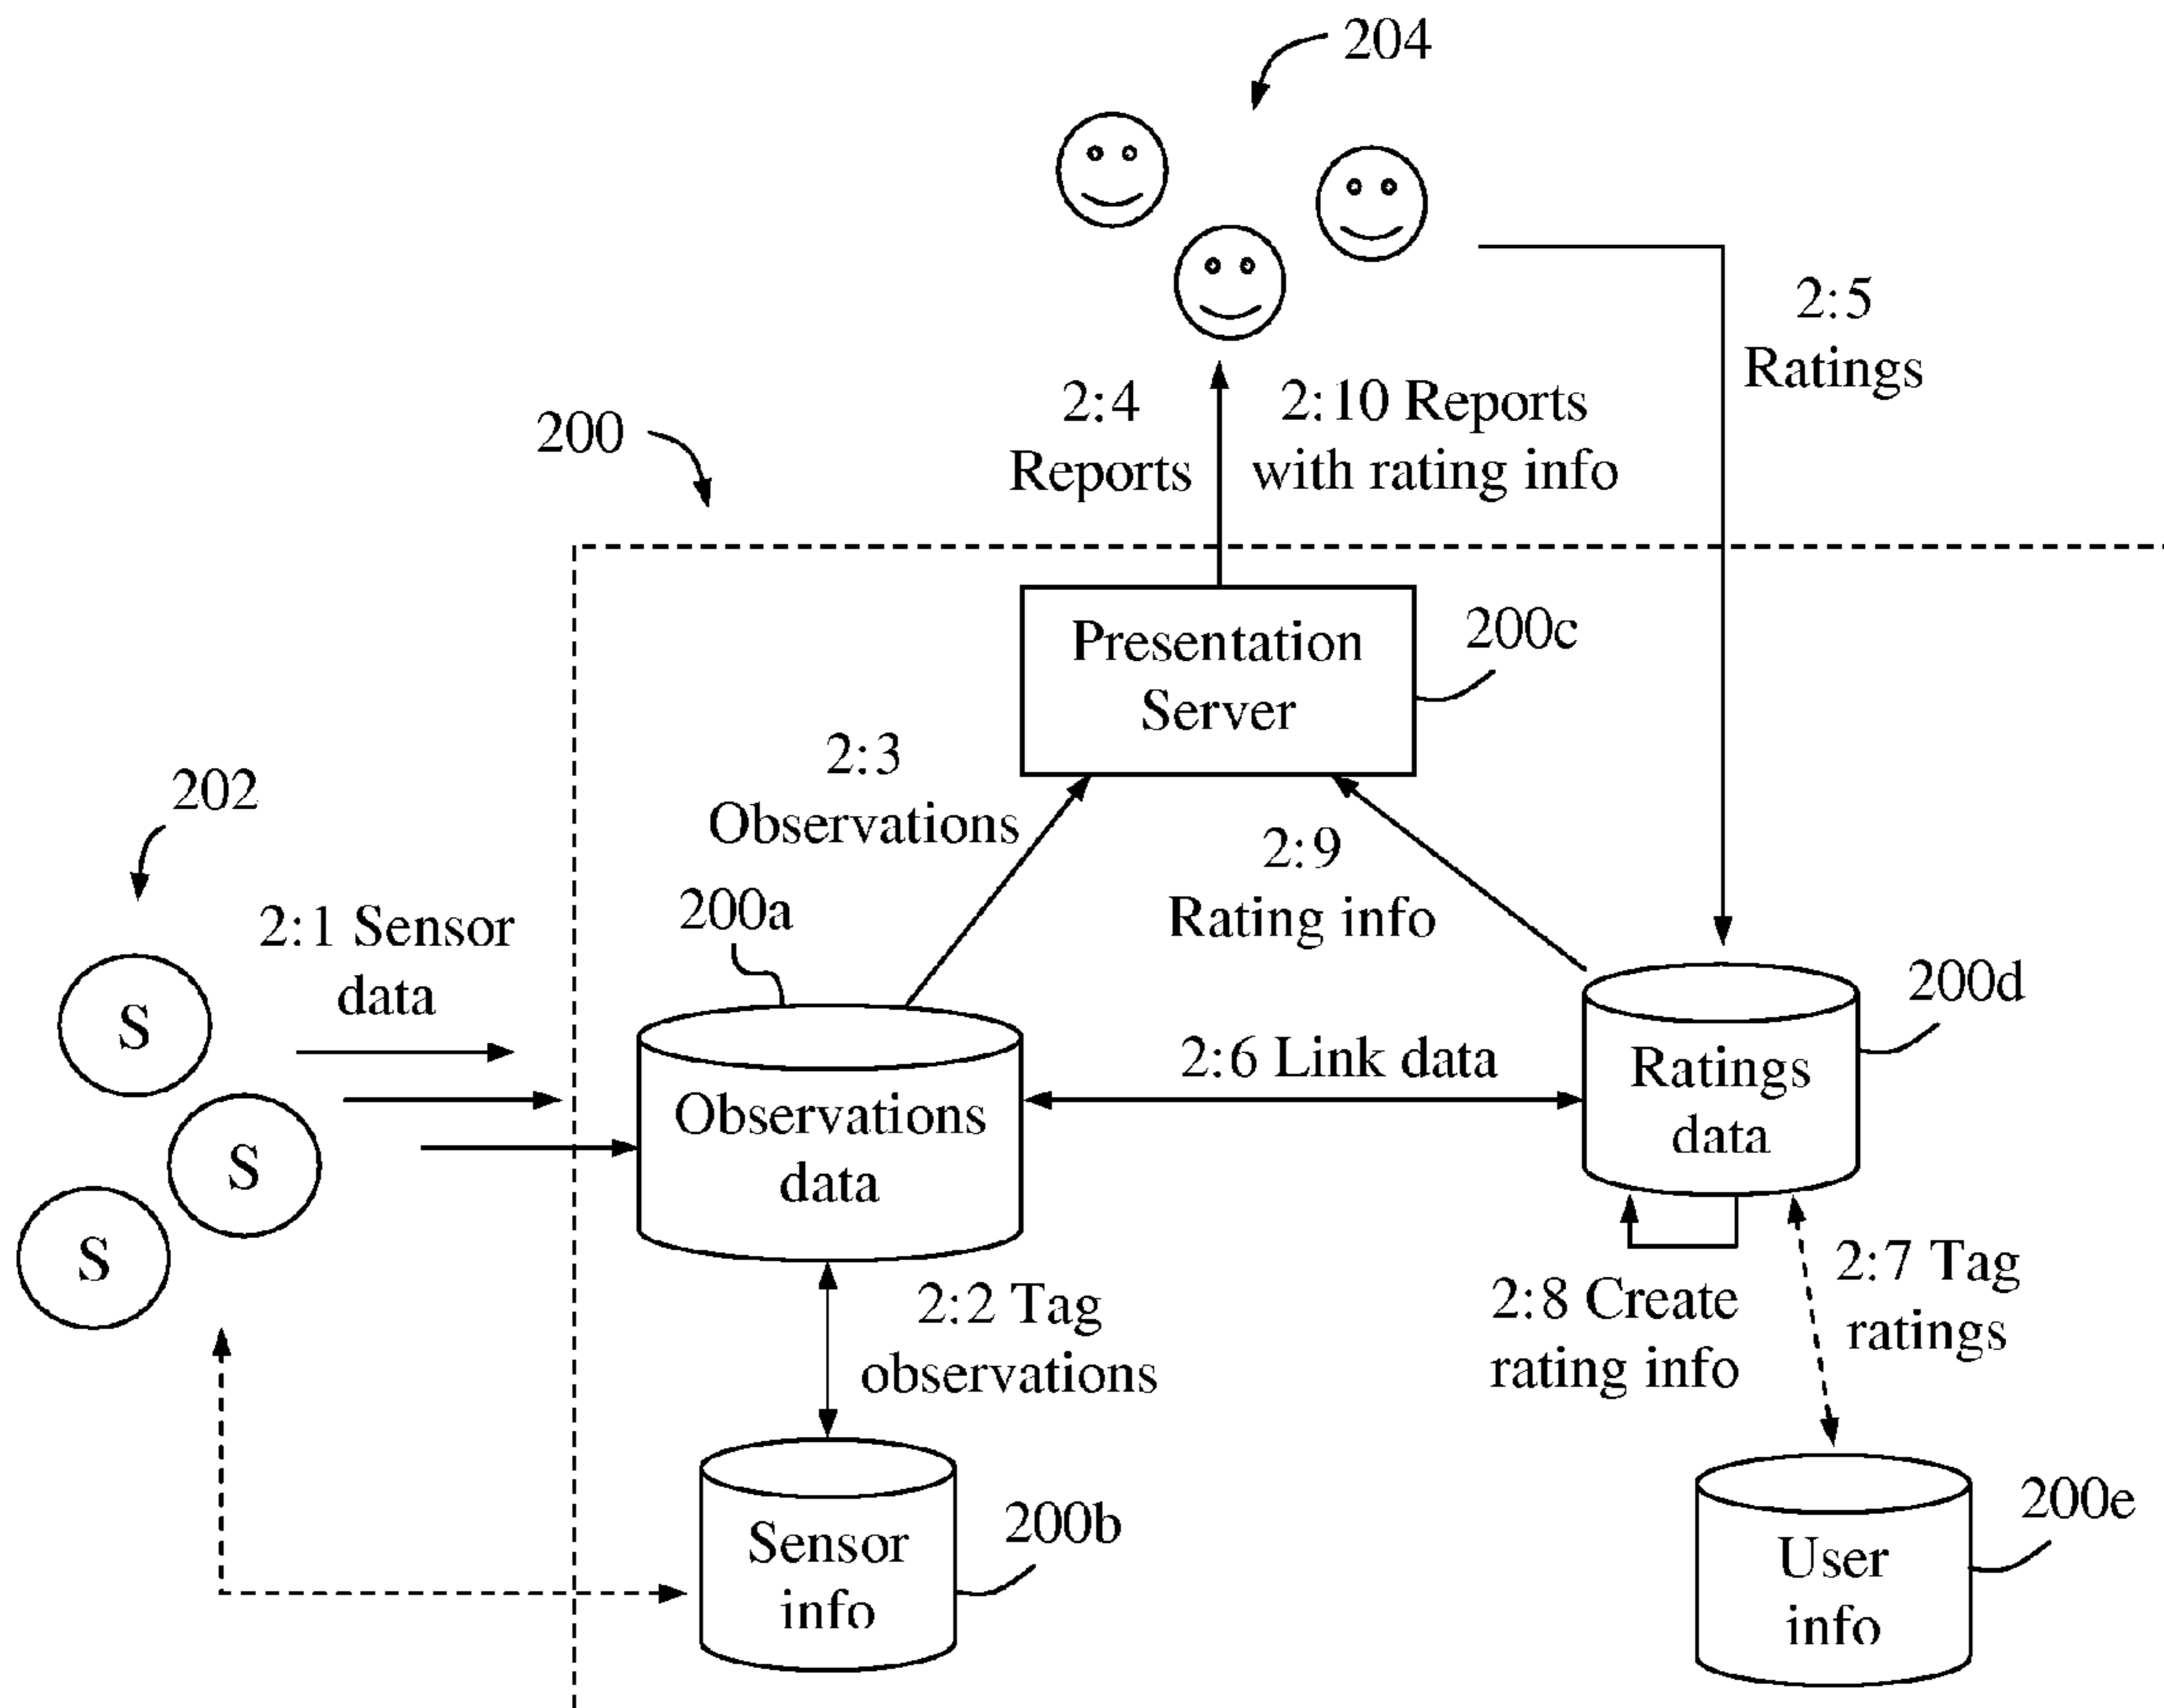 204
2:5
Ratings
2:4
Reports
2:10 Reports
with rating info
200
Presentation
Server
200c
2:3
Observations
202
2:9
Rating info
200a
2:1 Sensor
data
200d
S
S
S
2:6 Link data
Ratings
data
Observations
data
2:2 Tag
observations
2:8 Create
rating info
2:7 Tag
ratings
Sensor
info
200b
User
info
200e